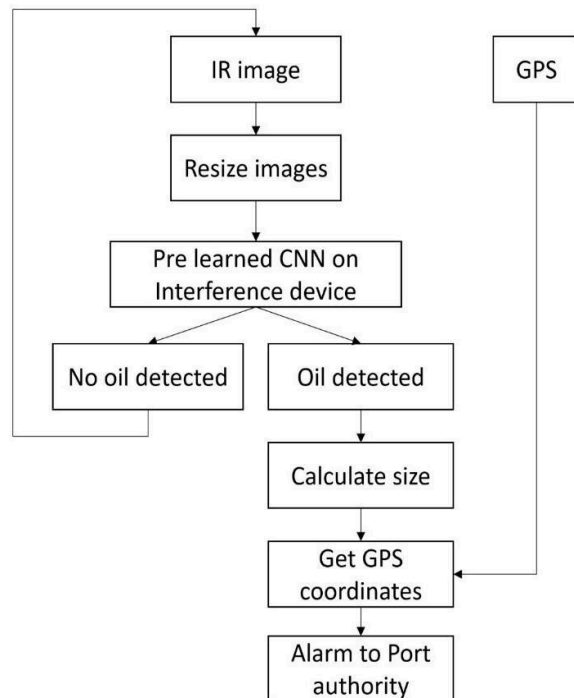 IR image
GPS
Resize images
Pre learned CNN on
Interference device
No oil detected
Oil detected
Calculate size
Get GPS
coordinates
Alarm to Port
authority